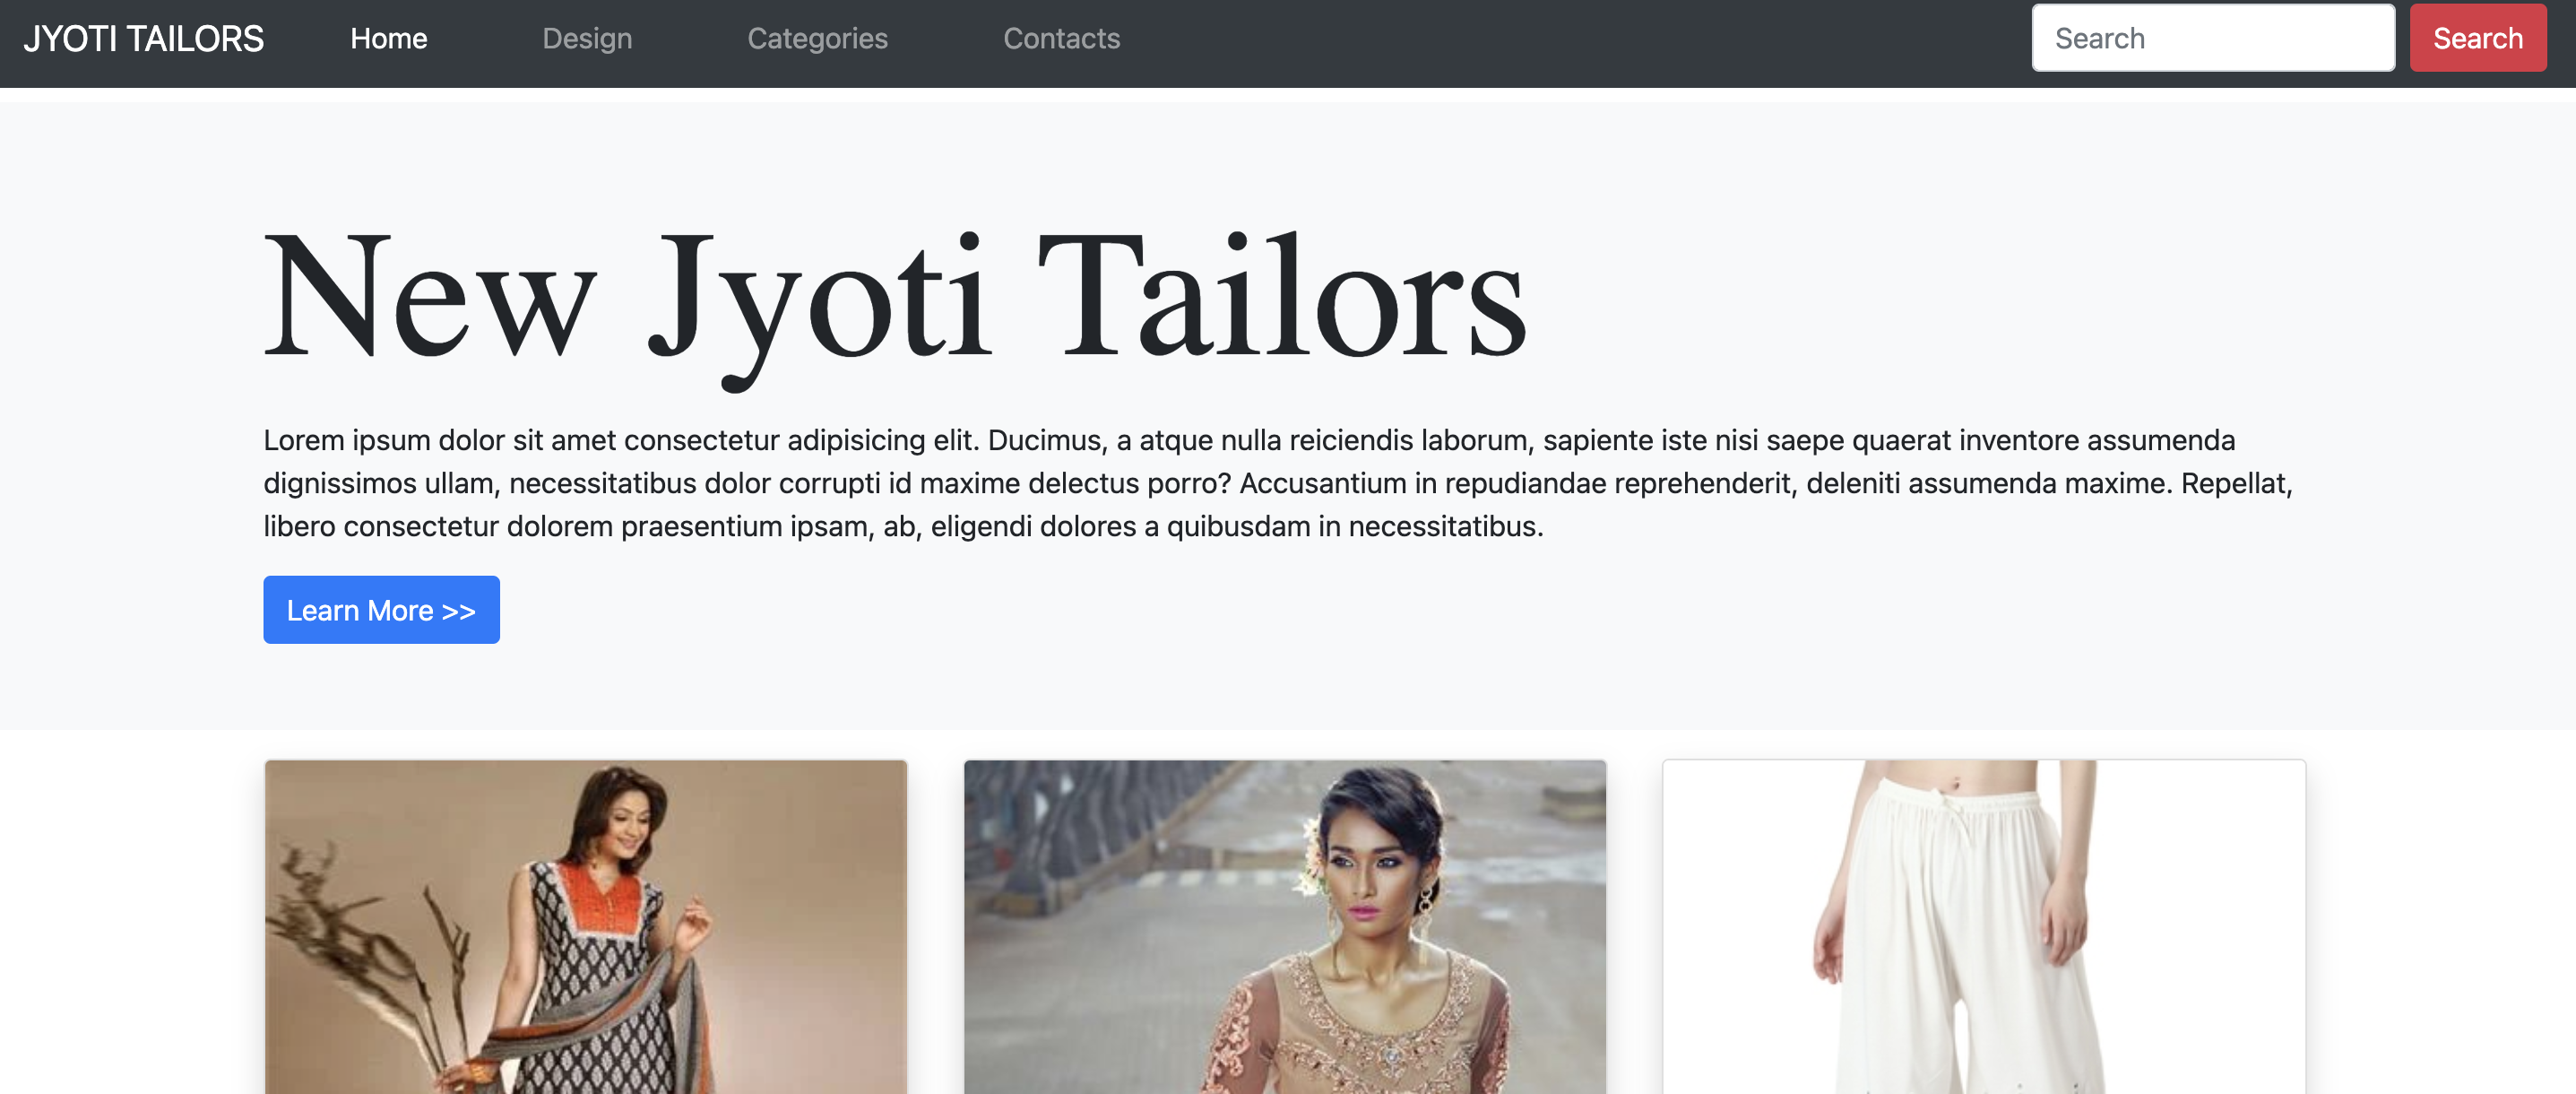 JYOTI TAILORS Home Design Categories Contacts Search Search
New Jyoti Tailors
Lorem ipsum dolor sit amet consectetur adipisicing elit. Ducimus, a atque nulla reiciendis laborum, sapiente iste nisi saepe quaerat inventore assumenda
dignissimos ullam, necessitatibus dolor corrupti id maxime delectus porro? Accusantium in repudiandae reprehenderit, deleniti assumenda maxime. Repellat,
libero consectetur dolorem praesentium ipsam, ab, eligendi dolores a quibusdam in necessitatibus.
Learn More >>